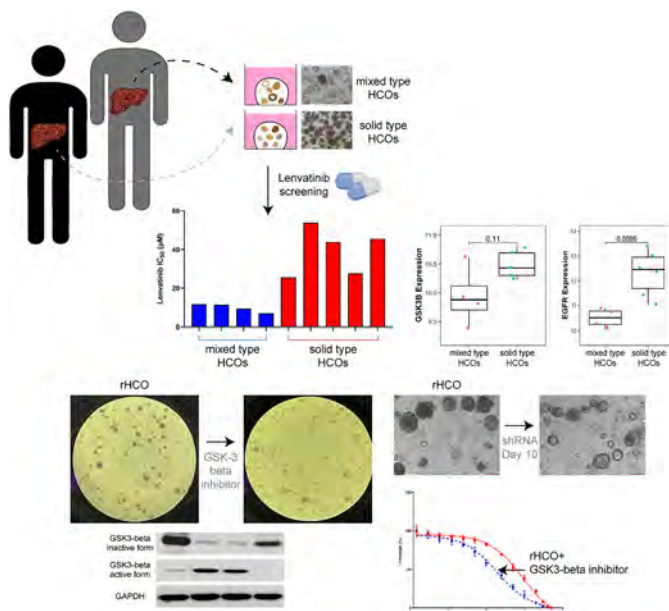 mixed type
HCOs
solid type
HCOs
Lenvatinib
screening
Lenvatinib IC50 (µM)
60
40
20
0
mixed type
HCOs
solid type
HCOs
GSK3B Expression
0.11
mixed type
HCOs
solid type
HCOs
EGFR Expression
mixed type
HCOs
solid type
HCOs
rHCO
GSK-3
beta
inhibitor
rHCO
shRNA
Day 10
GSK3-beta
inactive form
GSK3-beta
active form
GAPDH
rHCO+
GSK3-beta inhibitor